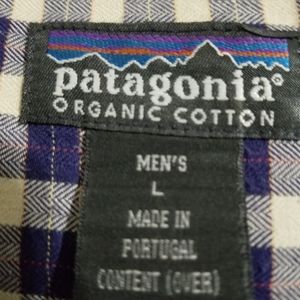 patagonia®
ORGANIC COTTON
MEN'S
L
MADE IN
PORTUGAL
CONTENT (OVER)